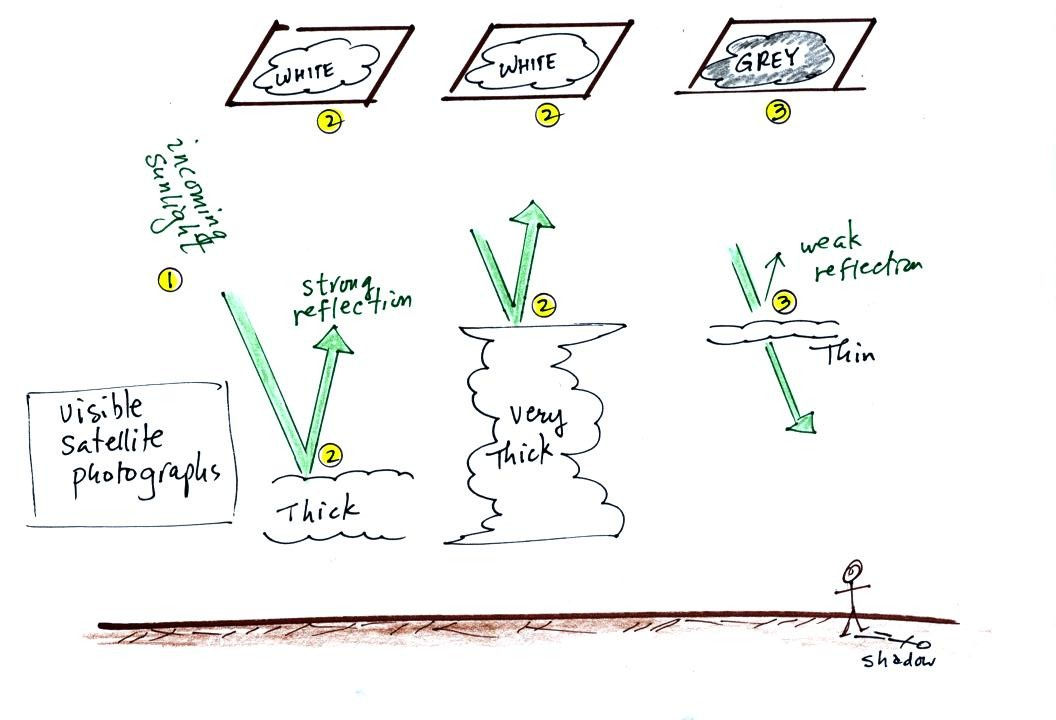 WHITE
WHITE
GREY
2
2
3
incoming
sunlight
1
strong
reflection
2
2
weak
reflection
3
Thin
visible
satellite
photographs
Thick
very
Thick
shadow